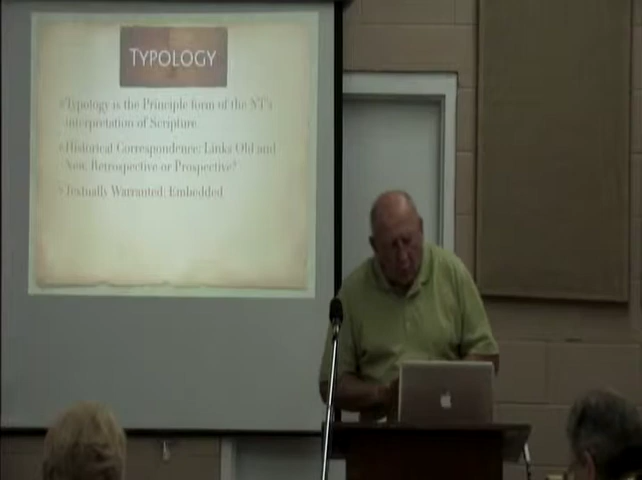 TYPOLOGY
Typology is the Principle form of the NT's
interpretation of Scripture
Historical Correspondence: Links Old and
New, Retrospective or Prospective?
Textually Warranted: Embedded